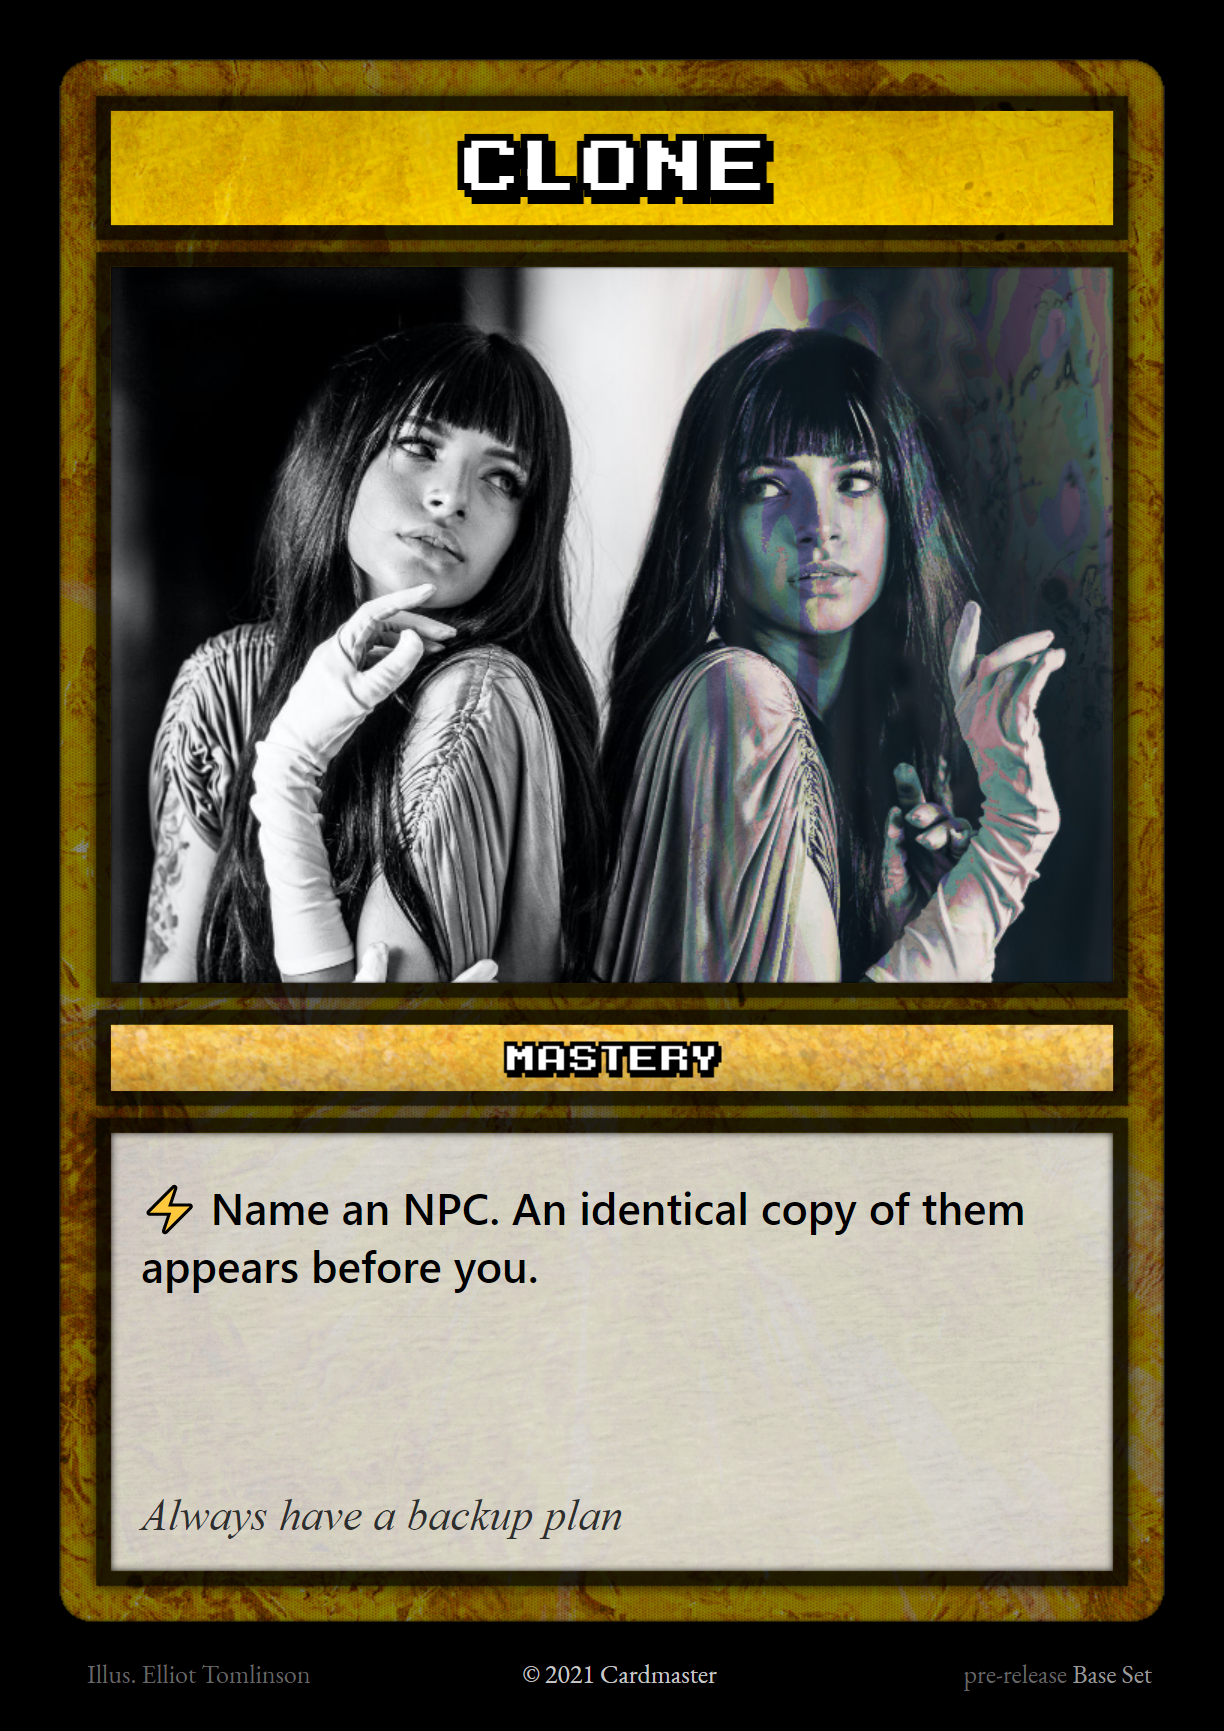 CLONE
MASTERY
⚡ Name an NPC. An identical copy of them
appears before you.
Always have a backup plan
Illus. Elliot Tomlinson © 2021 Cardmaster pre-release Base Set